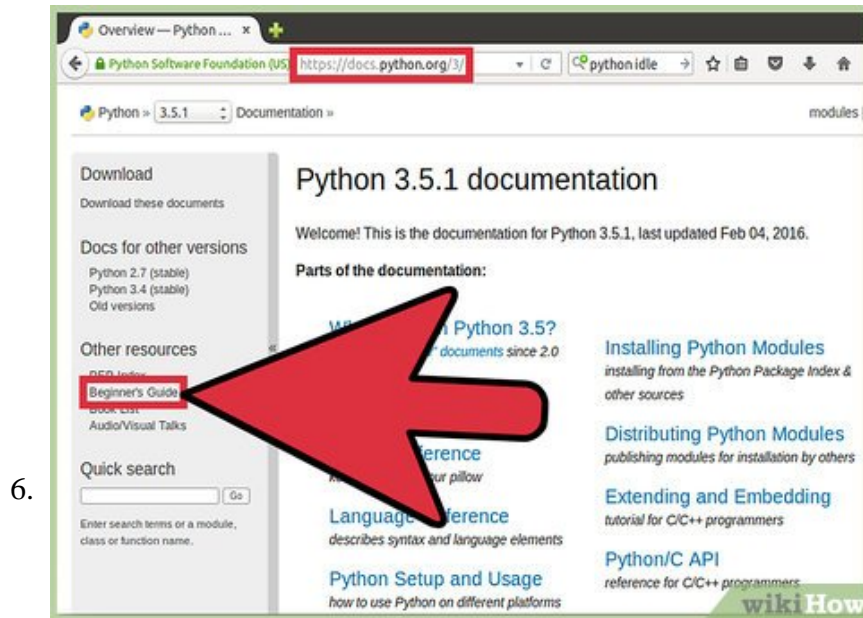 Overview — Python ... ×
Python Software Foundation (US) https://docs.python.org/3/ python idle
Python » 3.5.1 Documentation » modules
Download
Download these documents
Docs for other versions
Python 2.7 (stable)
Python 3.4 (stable)
Old versions
Other resources
PEP Index
Beginner's Guide
Book List
Audio/Visual Talks
Quick search
Go
Enter search terms or a module,
class or function name.
Python 3.5.1 documentation
Welcome! This is the documentation for Python 3.5.1, last updated Feb 04, 2016.
Parts of the documentation:
Python 3.5?
documents since 2.0
pillow
Language
describes syntax and language elements
Python Setup and Usage
how to use Python on different platforms
Installing Python Modules
installing from the Python Package Index &
other sources
Distributing Python Modules
publishing modules for installation by others
Extending and Embedding
tutorial for C/C++ programmers
Python/C API
reference for C/C++ programmers
6.
wikiHow